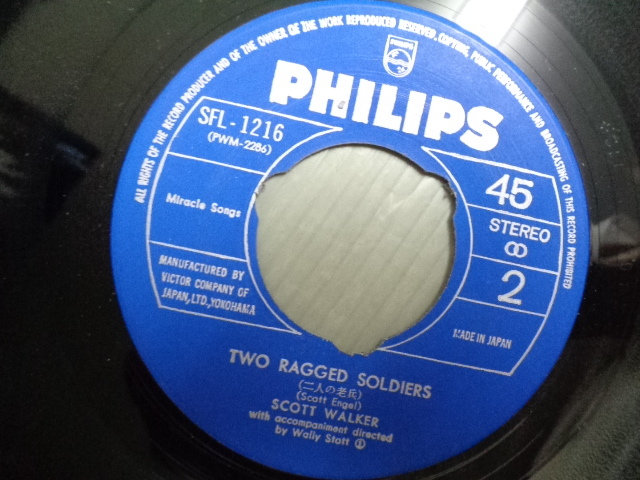 ALL RIGHTS OF THE RECORD PRODUCER AND OF THE OWNER OF THE WORK REPRODUCED RESERVED, COPYING, PUBLIC PERFORMANCE AND BROADCASTING OF THIS RECORD PROHIBITED
PHILIPS
PHILIPS
SFL-1216
(PWM-2286)
Miracle Songs
MANUFACTURED BY
VICTOR COMPANY OF
JAPAN, LTD., YOKOHAMA
45
STEREO
2
MADE IN JAPAN
TWO RAGGED SOLDIERS
(二人の老兵)
(Scott Engel)
SCOTT WALKER
with accompaniment directed
by Wally Stott Ⓘ